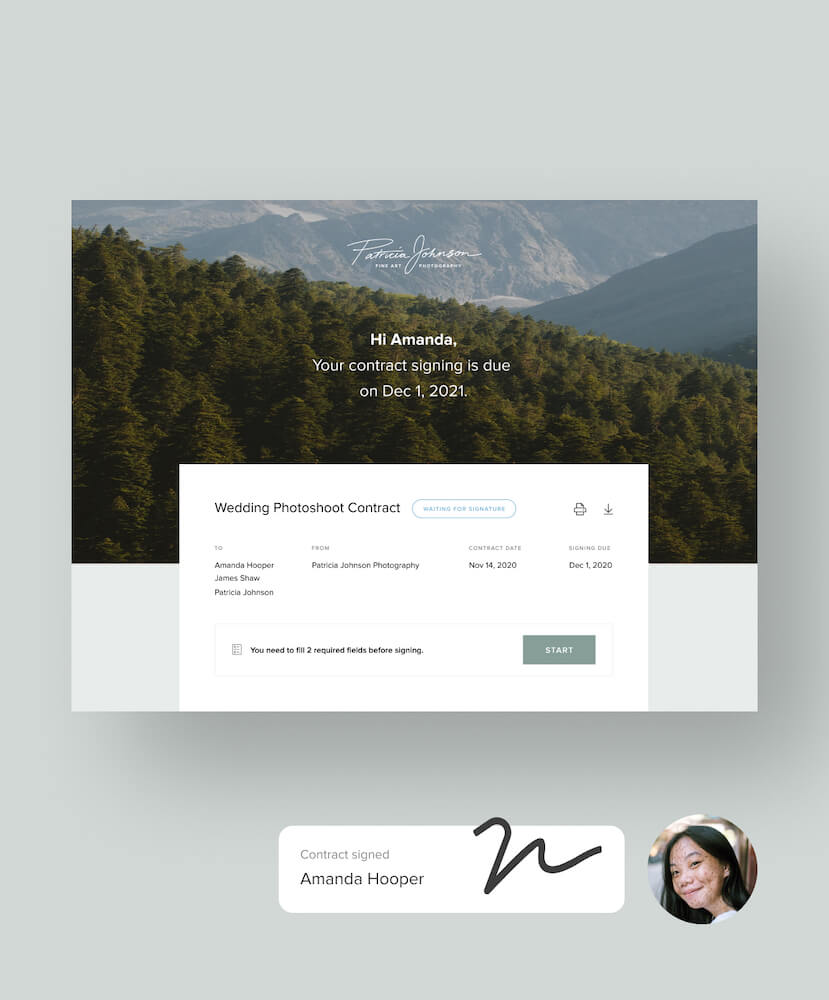 Patricia Johnson
FINE ART PHOTOGRAPHY
Hi Amanda,
Your contract signing is due
on Dec 1, 2021.
Wedding Photoshoot Contract WAITING FOR SIGNATURE
TO FROM CONTRACT DATE SIGNING DUE
Amanda Hooper Patricia Johnson Photography Nov 14, 2020 Dec 1, 2020
James Shaw
Patricia Johnson
You need to fill 2 required fields before signing. START
Contract signed
Amanda Hooper